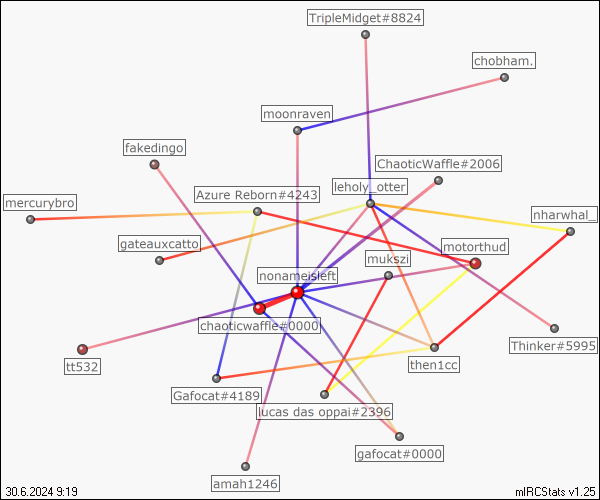 TripleMidget#8824
chobham.
moonraven
fakedingo
ChaoticWaffle#2006
leholy_otter
Azure Reborn#4243
mercurybro
nharwhal_
gateauxcatto
motorthud
mukszi
nonameisleft
chaoticwaffle#0000
Thinker#5995
tt532
then1cc
Gafocat#4189
lucas das oppai#2396
gafocat#0000
amah1246
30.6.2024 9:19
mIRCStats v1.25